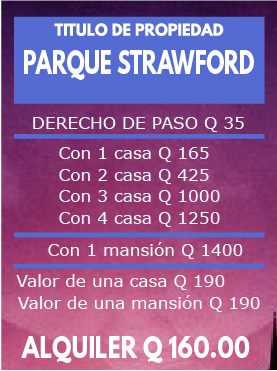 TITULO DE PROPIEDAD
PARQUE STRAWFORD
DERECHO DE PASO Q 35
Con 1 casa Q 165
Con 2 casa Q 425
Con 3 casa Q 1000
Con 4 casa Q 1250
Con 1 mansión Q 1400
Valor de una casa Q 190
Valor de una mansión Q 190
ALQUILER Q 160.00